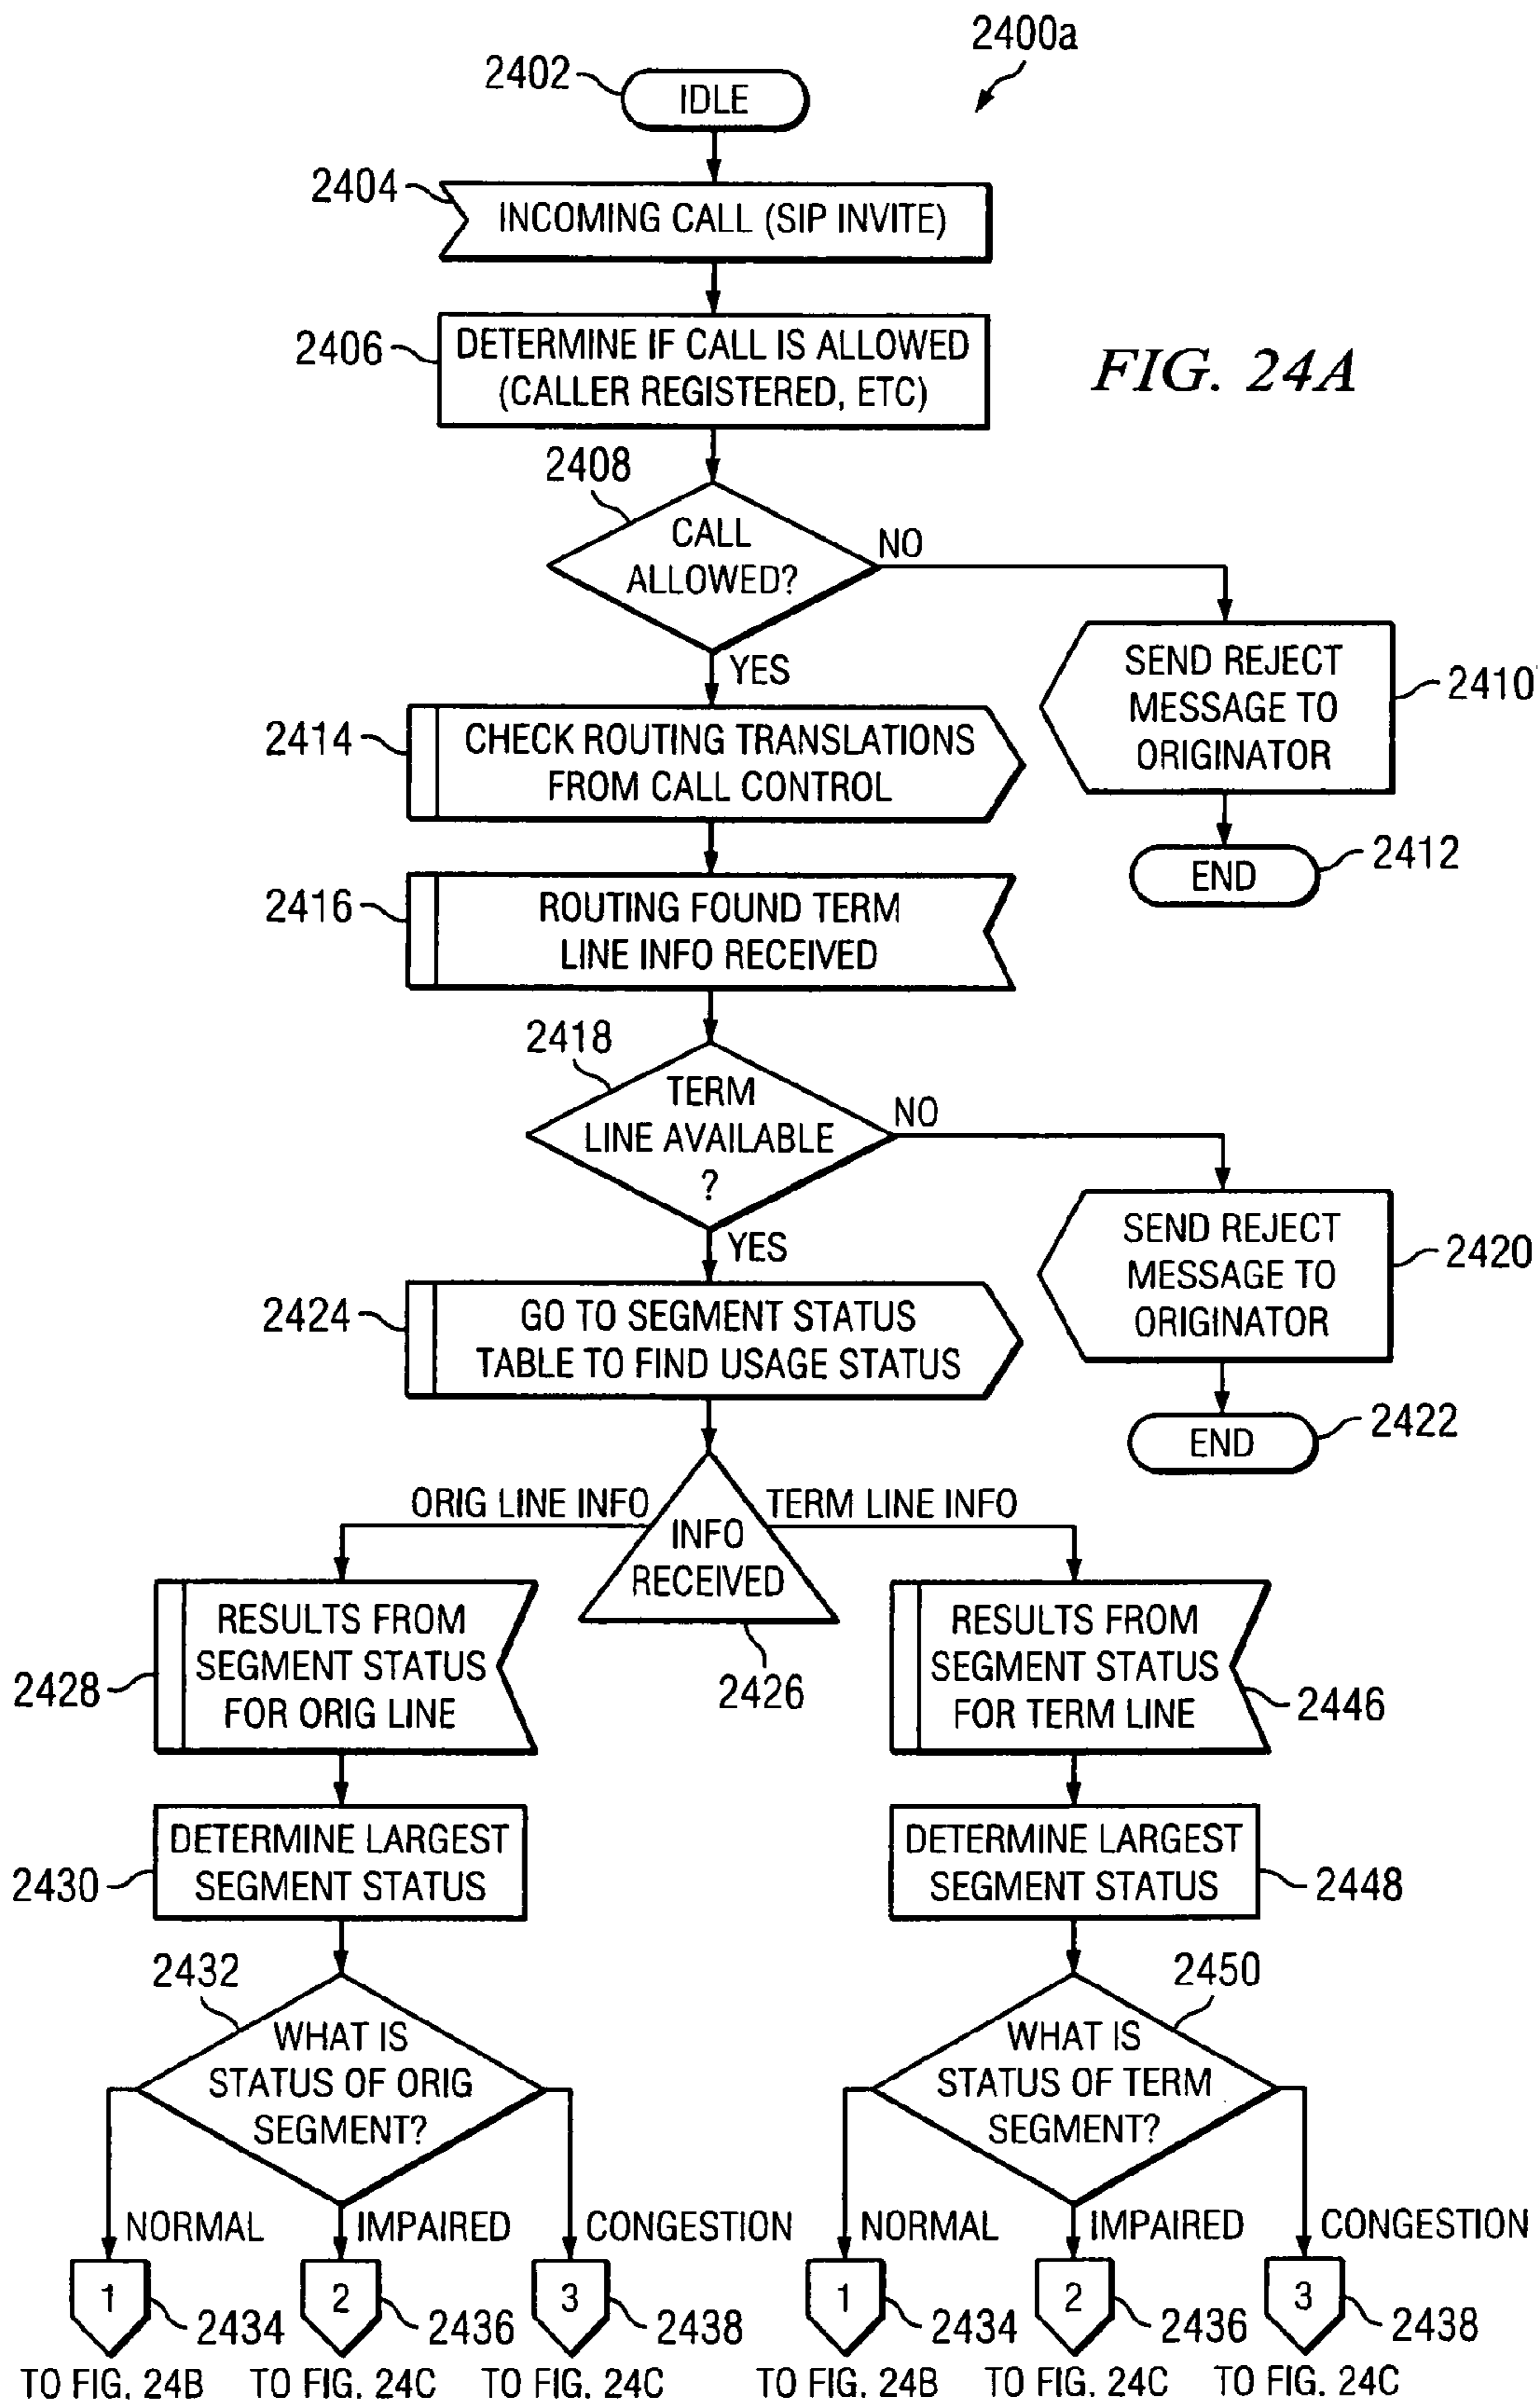 2400a
2402
IDLE
2404
INCOMING CALL (SIP INVITE)
2406
DETERMINE IF CALL IS ALLOWED
(CALLER REGISTERED, ETC)
FIG. 24A
2408
CALL
ALLOWED?
NO
YES
SEND REJECT
MESSAGE TO
ORIGINATOR
2410
2412
END
2414
CHECK ROUTING TRANSLATIONS
FROM CALL CONTROL
2416
ROUTING FOUND TERM
LINE INFO RECEIVED
2418
TERM
LINE AVAILABLE
?
NO
YES
SEND REJECT
MESSAGE TO
ORIGINATOR
2420
2422
END
2424
GO TO SEGMENT STATUS
TABLE TO FIND USAGE STATUS
ORIG LINE INFO
TERM LINE INFO
INFO
RECEIVED
2426
RESULTS FROM
SEGMENT STATUS
FOR ORIG LINE
2428
RESULTS FROM
SEGMENT STATUS
FOR TERM LINE
2446
DETERMINE LARGEST
SEGMENT STATUS
2430
DETERMINE LARGEST
SEGMENT STATUS
2448
2432
WHAT IS
STATUS OF ORIG
SEGMENT?
2450
WHAT IS
STATUS OF TERM
SEGMENT?
NORMAL
IMPAIRED
CONGESTION
NORMAL
IMPAIRED
CONGESTION
1
2434
2
2436
3
2438
1
2434
2
2436
3
2438
TO FIG. 24B
TO FIG. 24C
TO FIG. 24C
TO FIG. 24B
TO FIG. 24C
TO FIG. 24C